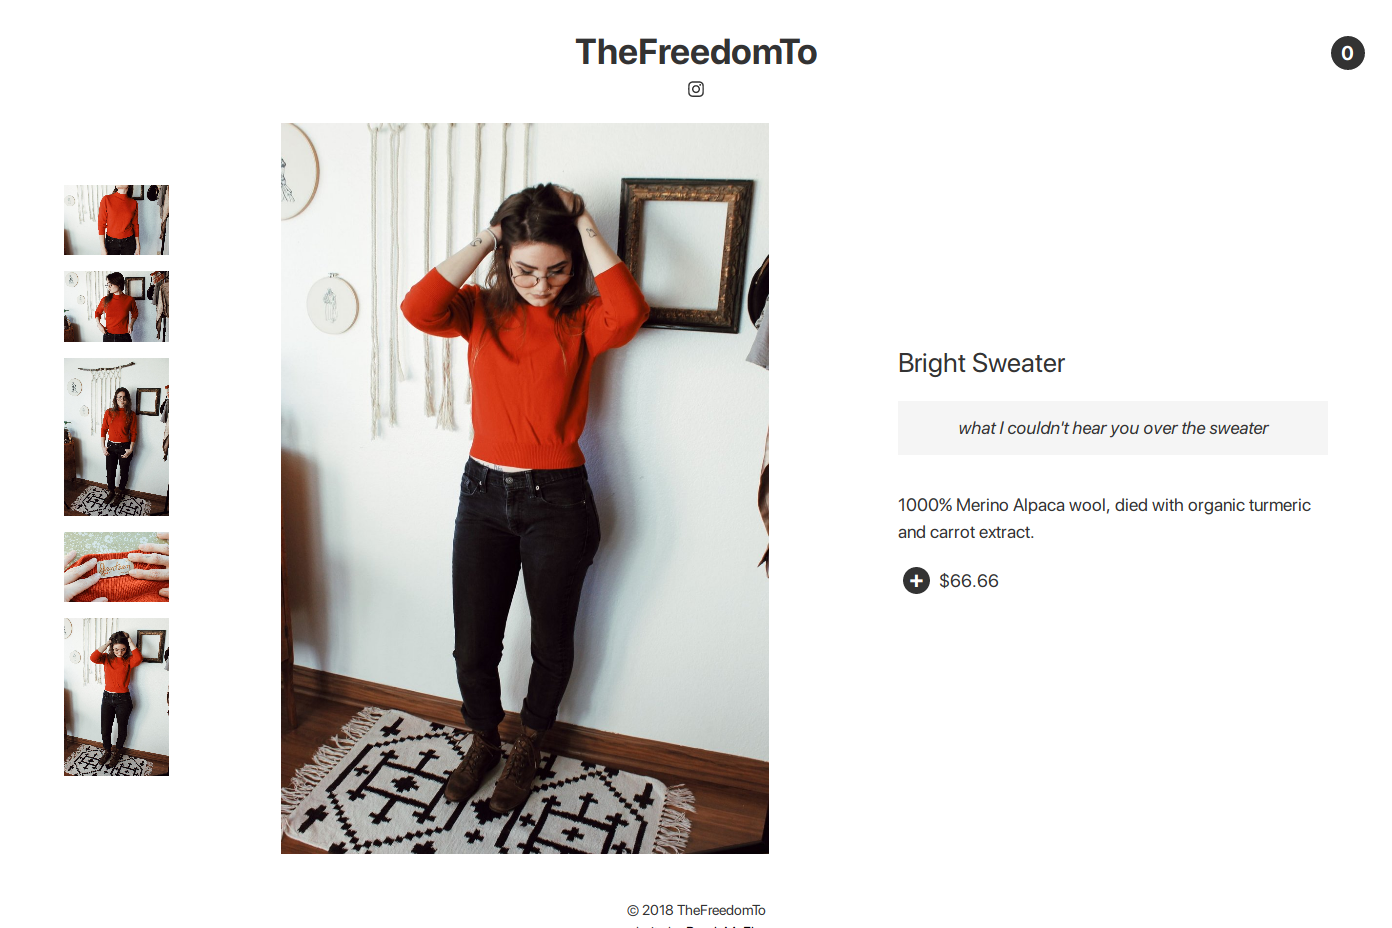 TheFreedomTo
0
Bright Sweater
what I couldn't hear you over the sweater
1000% Merino Alpaca wool, died with organic turmeric
and carrot extract.
$66.66
© 2018 TheFreedomTo